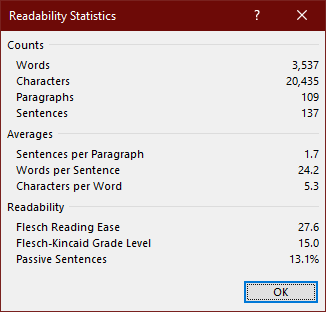 Readability Statistics ? ×
Counts
Words 3,537
Characters 20,435
Paragraphs 109
Sentences 137
Averages
Sentences per Paragraph 1.7
Words per Sentence 24.2
Characters per Word 5.3
Readability
Flesch Reading Ease 27.6
Flesch-Kincaid Grade Level 15.0
Passive Sentences 13.1%
OK